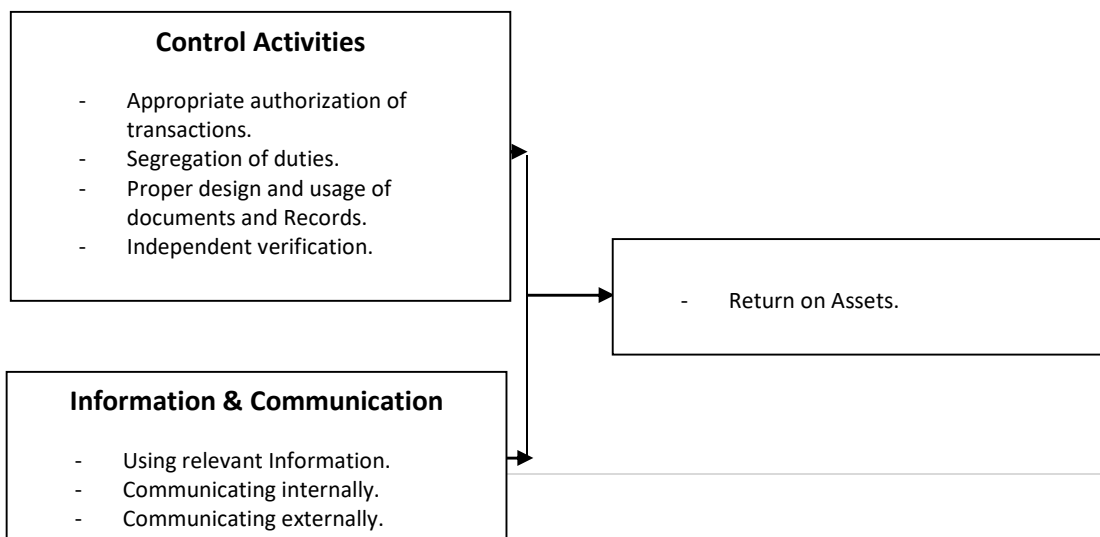 Control Activities
- Appropriate authorization of
transactions.
- Segregation of duties.
- Proper design and usage of
documents and Records.
- Independent verification.
- Return on Assets.
Information & Communication
- Using relevant Information.
- Communicating internally.
- Communicating externally.